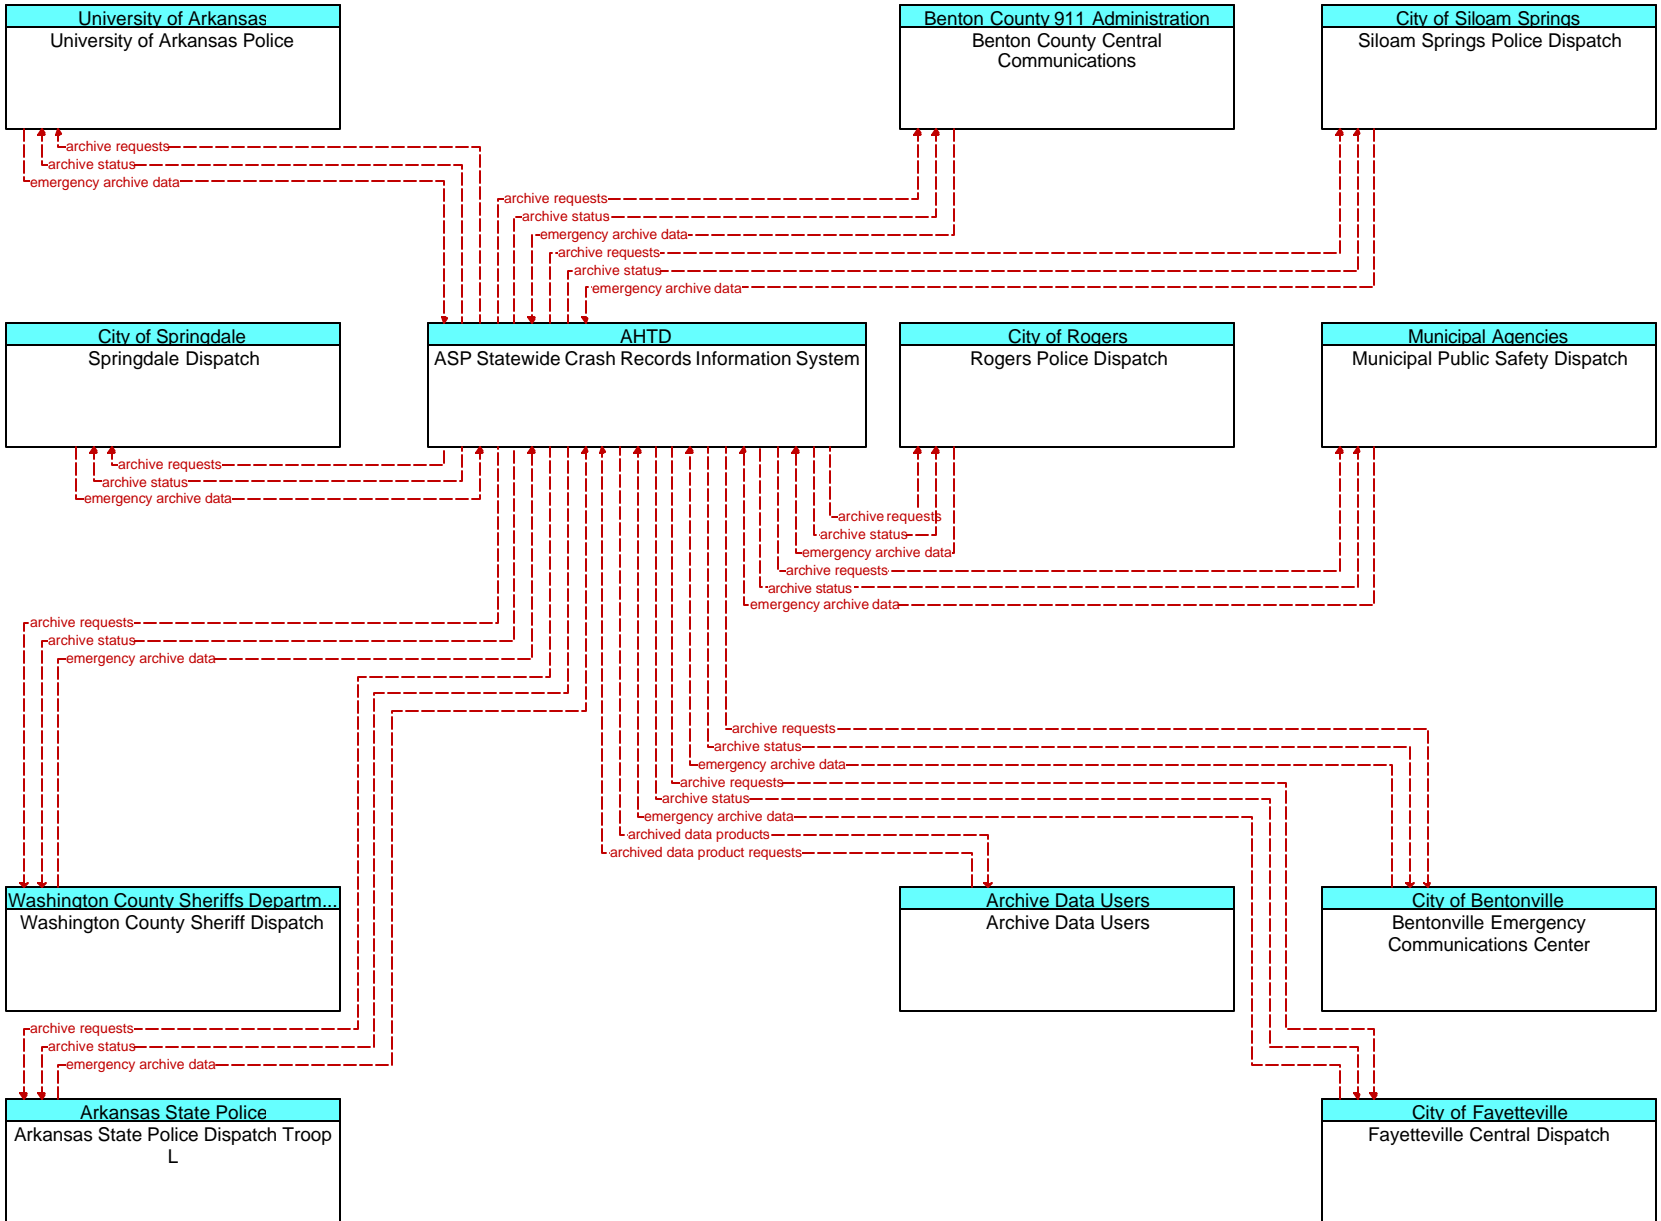 University of Arkansas
University of Arkansas Police
Benton County 911 Administration
Benton County Central
Communications
City of Siloam Springs
Siloam Springs Police Dispatch
archive requests
archive status
emergency archive data
archive requests
archive status
emergency archive data
archive requests
archive status
emergency archive data
City of Springdale
Springdale Dispatch
AHTD
ASP Statewide Crash Records Information System
City of Rogers
Rogers Police Dispatch
Municipal Agencies
Municipal Public Safety Dispatch
archive requests
archive status
emergency archive data
archive requests
archive status
emergency archive data
archive requests
archive status
emergency archive data
archive requests
archive status
emergency archive data
archive requests
archive status
emergency archive data
archive requests
archive status
emergency archive data
archived data products
archived data product requests
Washington County Sheriffs Departm...
Washington County Sheriff Dispatch
Archive Data Users
Archive Data Users
City of Bentonville
Bentonville Emergency
Communications Center
archive requests
archive status
emergency archive data
Arkansas State Police
Arkansas State Police Dispatch Troop
L
City of Fayetteville
Fayetteville Central Dispatch